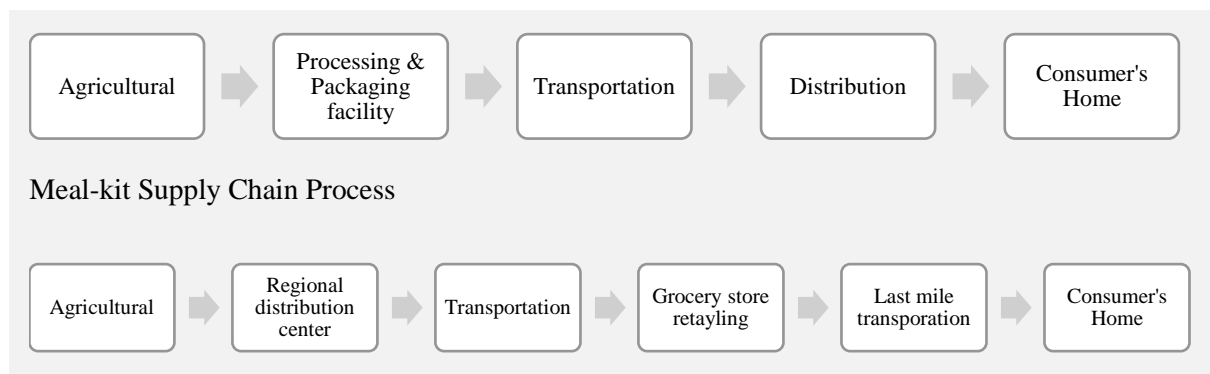 Agricultural
Processing &
Packaging
facility
Transportation
Distribution
Consumer's
Home
Meal-kit Supply Chain Process
Agricultural
Regional
distribution
center
Transportation
Grocery store
retayling
Last mile
transporation
Consumer's
Home